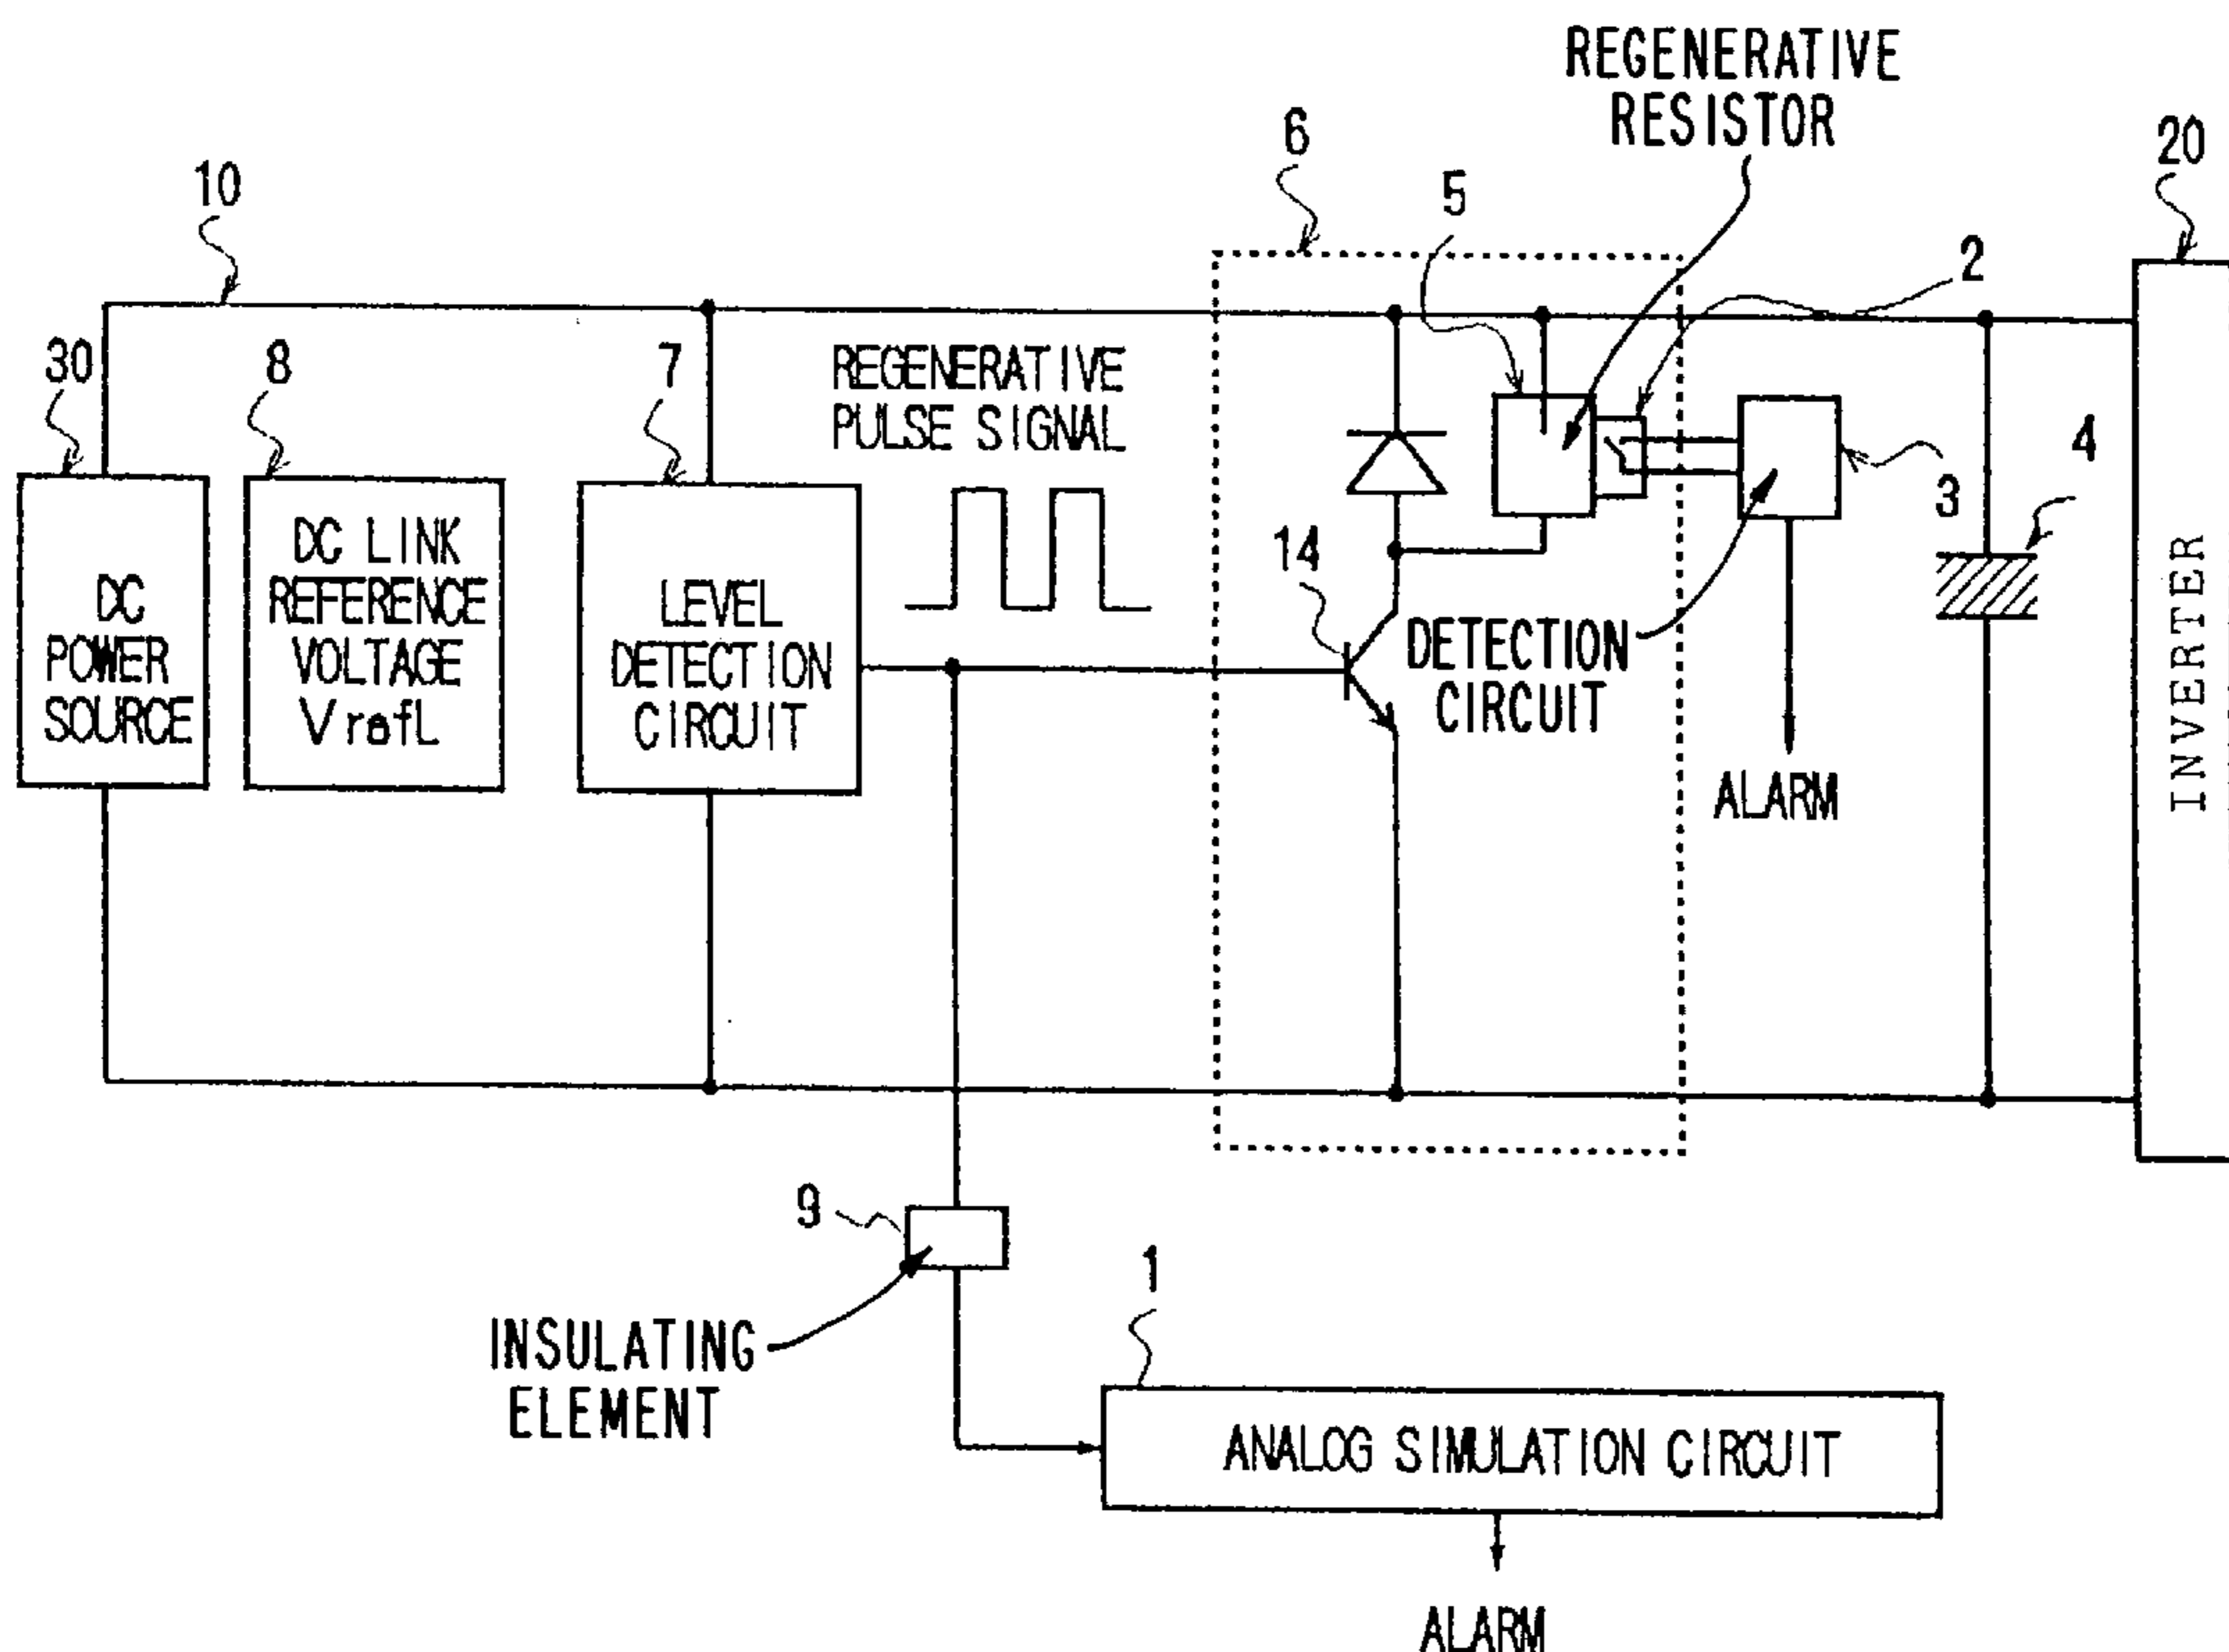 REGENERATIVE
RESISTOR
6
20
10
5
2
30
8
7
REGENERATIVE
PULSE SIGNAL
4
3
DC
POWER
SOURCE
DC LINK
REFERENCE
VOLTAGE
VrefL
LEVEL
DETECTION
CIRCUIT
14
DETECTION
CIRCUIT
ALARM
INVERTER
9
INSULATING
ELEMENT
1
ANALOG SIMULATION CIRCUIT
ALARM